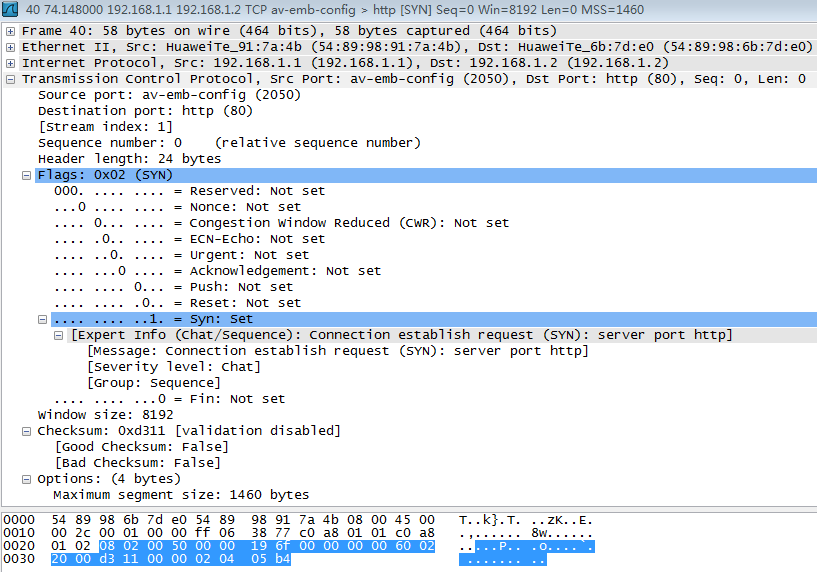 40 74.148000 192.168.1.1 192.168.1.2 TCP av-emb-config > http [SYN] Seq=0 Win=8192 Len=0 MSS=1460
Frame 40: 58 bytes on wire (464 bits), 58 bytes captured (464 bits)
Ethernet II, Src: HuaweiTe_91:7a:4b (54:89:98:91:7a:4b), Dst: HuaweiTe_6b:7d:e0 (54:89:98:6b:7d:e0)
Internet Protocol, Src: 192.168.1.1 (192.168.1.1), Dst: 192.168.1.2 (192.168.1.2)
Transmission Control Protocol, Src Port: av-emb-config (2050), Dst Port: http (80), Seq: 0, Len: 0
Source port: av-emb-config (2050)
Destination port: http (80)
[Stream index: 1]
Sequence number: 0    (relative sequence number)
Header length: 24 bytes
Flags: 0x02 (SYN)
000. .... .... = Reserved: Not set
...0 .... .... = Nonce: Not set
.... 0... .... = Congestion Window Reduced (CWR): Not set
.... .0.. .... = ECN-Echo: Not set
.... ..0. .... = Urgent: Not set
.... ...0 .... = Acknowledgement: Not set
.... .... 0... = Push: Not set
.... .... .0.. = Reset: Not set
.... .... ..1. = Syn: Set
[Expert Info (Chat/Sequence): Connection establish request (SYN): server port http]
[Message: Connection establish request (SYN): server port http]
[Severity level: Chat]
[Group: Sequence]
.... .... ...0 = Fin: Not set
Window size: 8192
Checksum: 0xd311 [validation disabled]
[Good Checksum: False]
[Bad Checksum: False]
Options: (4 bytes)
Maximum segment size: 1460 bytes
0000  54 89 98 6b 7d e0 54 89  98 91 7a 4b 08 00 45 00   T..k}.T. ..zK..E.
0010  00 2c 00 01 00 00 ff 06  38 77 c0 a8 01 01 c0 a8   .,...... 8w......
0020  01 02 08 02 00 50 00 00  19 6f 00 00 00 00 60 02   .....P.. .o....`.
0030  20 00 d3 11 00 00 02 04  05 b4                      ....... ..